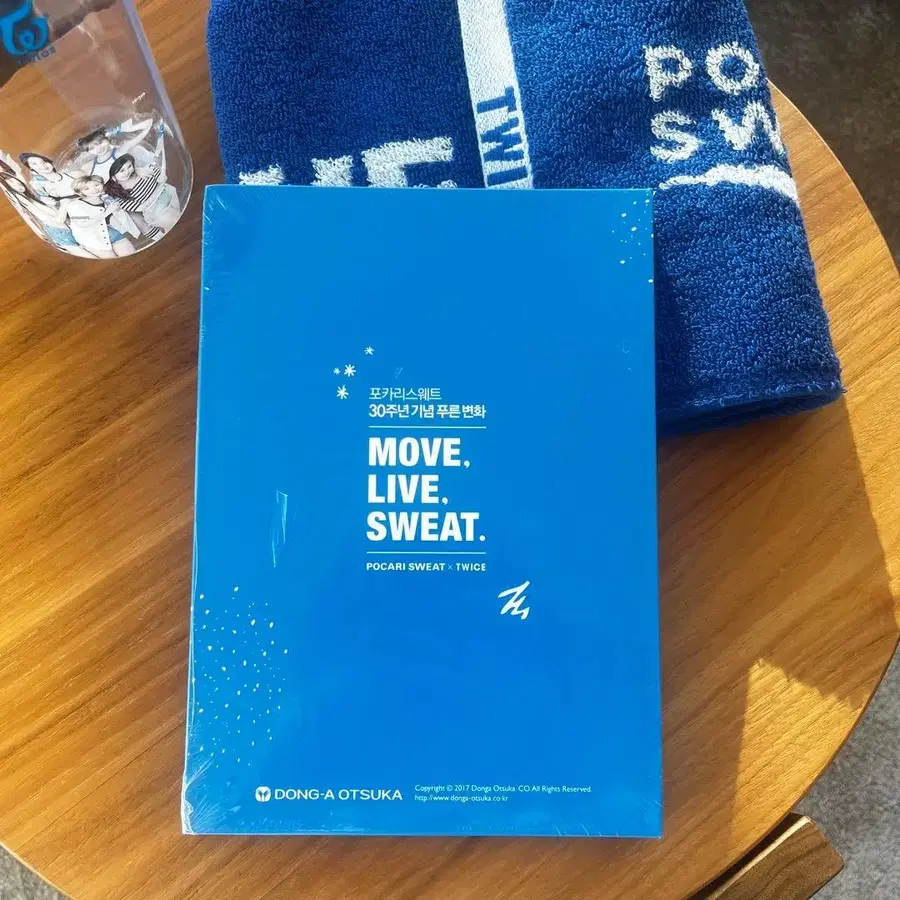 PO
SW
TWI
포카리스웨트
30주년 기념 푸른 변화
MOVE,
LIVE,
SWEAT.
POCARI SWEAT x TWICE
DONG-A OTSUKA
Copyright © 2017 Donga Otsuka. CO.All Rights Reserved.
http://www.donga-otsuka.co.kr